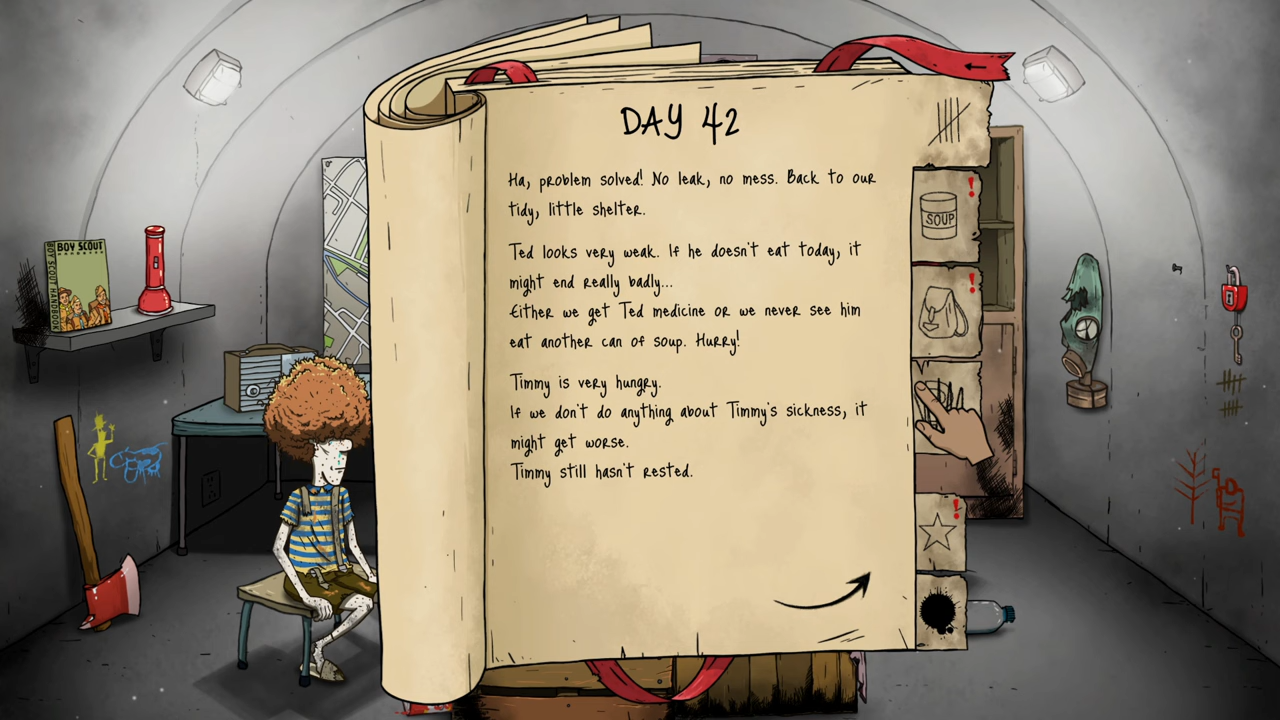 DAY 42
Ha, problem solved! No leak, no mess. Back to our
tidy, little shelter.
Ted looks very weak. If he doesn't eat today, it
might end really badly...
Either we get Ted medicine or we never see him
eat another can of soup. Hurry!
Timmy is very hungry.
If we don't do anything about Timmy's sickness, it
might get worse.
Timmy still hasn't rested.
SOUP
!
!
!
BOY SCOUT
BOY SCOUT HANDBOOK